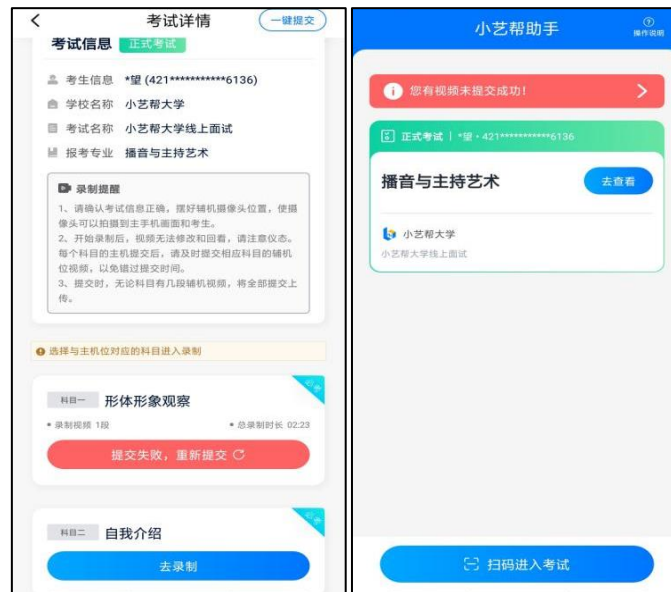 考试详情
一键提交
考试信息 正式考试
考生信息 *望 (421***********6136)
学校名称 小艺帮大学
考试名称 小艺帮大学线上面试
报考专业 播音与主持艺术
录制提醒
1、请确认考试信息正确，摆好辅机摄像头位置，使摄
像头可以拍摄到主手机画面和考生。
2、开始录制后，视频无法修改和回看，请注意仪态。
每个科目的主机提交后，请及时提交相应科目的辅机
位视频，以免错过提交时间。
3、提交时，无论科目有几段辅机视频，将全部提交上
传。
选择与主机位对应的科目进入录制
必考
科目一 形体形象观察
• 录制视频 1段 • 总录制时长 02:23
提交失败，重新提交
必考
科目二 自我介绍
去录制
小艺帮助手
操作说明
您有视频未提交成功！
正式考试 | *望·421***********6136
播音与主持艺术
去查看
小艺帮大学
小艺帮大学线上面试
扫码进入考试